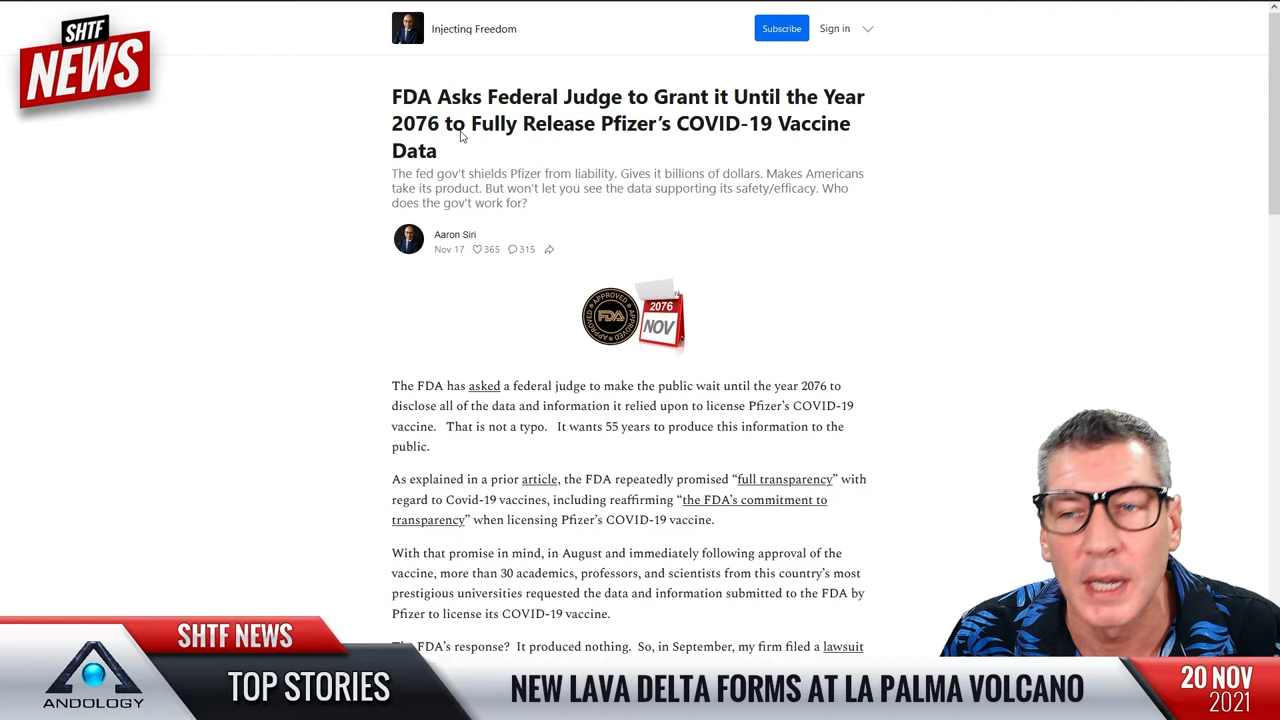 SHTF
NEWS
Injecting Freedom
Subscribe
Sign in
FDA Asks Federal Judge to Grant it Until the Year
2076 to Fully Release Pfizer’s COVID-19 Vaccine
Data
The fed gov't shields Pfizer from liability. Gives it billions of dollars. Makes Americans
take its product. But won't let you see the data supporting its safety/efficacy. Who
does the gov't work for?
Aaron Siri
Nov 17
365
315
APPROVED
APPROVED
FDA
APPROVED
APPROVED
2076
NOV
The FDA has asked a federal judge to make the public wait until the year 2076 to
disclose all of the data and information it relied upon to license Pfizer’s COVID-19
vaccine. That is not a typo. It wants 55 years to produce this information to the
public.
As explained in a prior article, the FDA repeatedly promised “full transparency” with
regard to Covid-19 vaccines, including reaffirming “the FDA’s commitment to
transparency” when licensing Pfizer’s COVID-19 vaccine.
With that promise in mind, in August and immediately following approval of the
vaccine, more than 30 academics, professors, and scientists from this country’s most
prestigious universities requested the data and information submitted to the FDA by
Pfizer to license its COVID-19 vaccine.
FDA’s response? It produced nothing. So, in September, my firm filed a lawsuit
SHTF NEWS
ANDOLOGY
TOP STORIES
NEW LAVA DELTA FORMS AT LA PALMA VOLCANO
20 NOV
2021